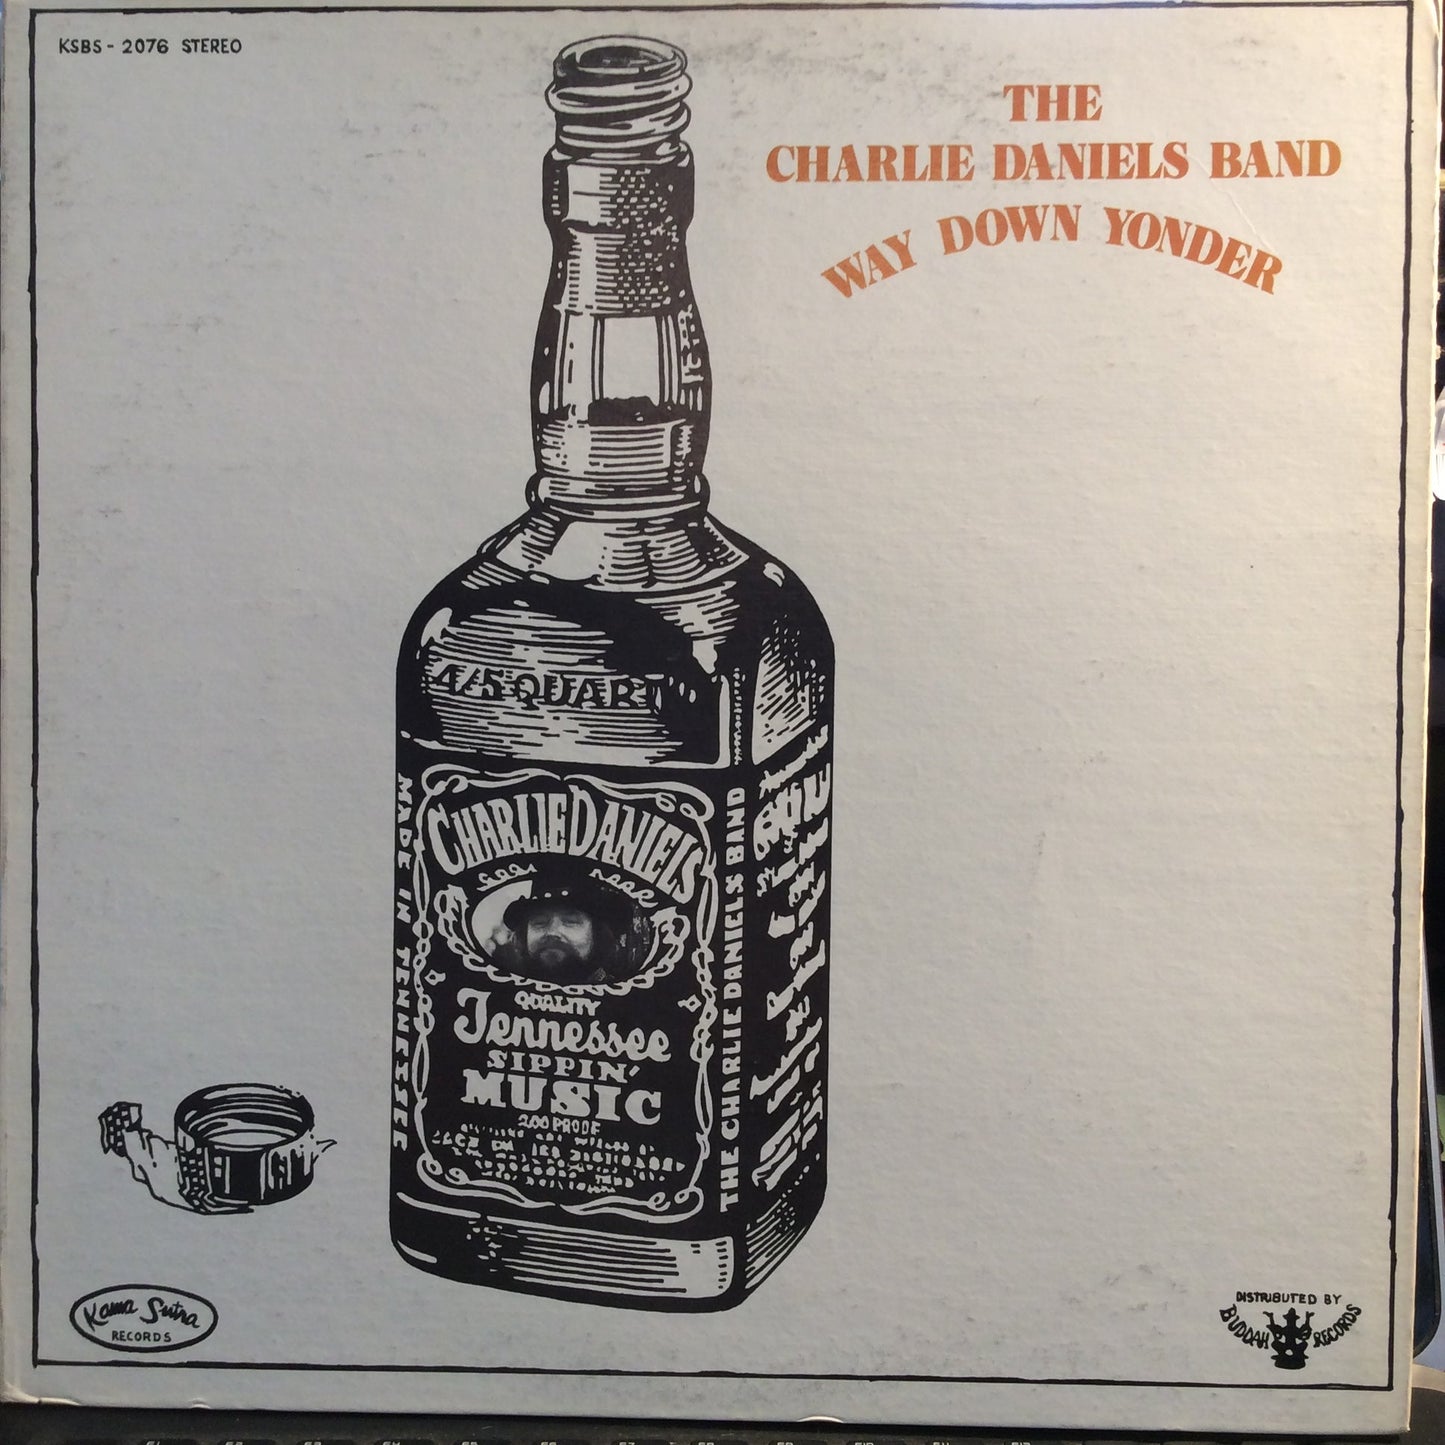 KSBS - 2076 STEREO
THE
CHARLIE DANIELS BAND
WAY DOWN YONDER
4/5 QUART
CHARLIE DANIELS
QUALITY
Tennessee
SIPPIN'
MUSIC
200 PROOF
MADE IN TENNESSEE
THE CHARLIE DANIELS BAND
Kama Sutra
RECORDS
DISTRIBUTED BY
BUDDAH RECORDS